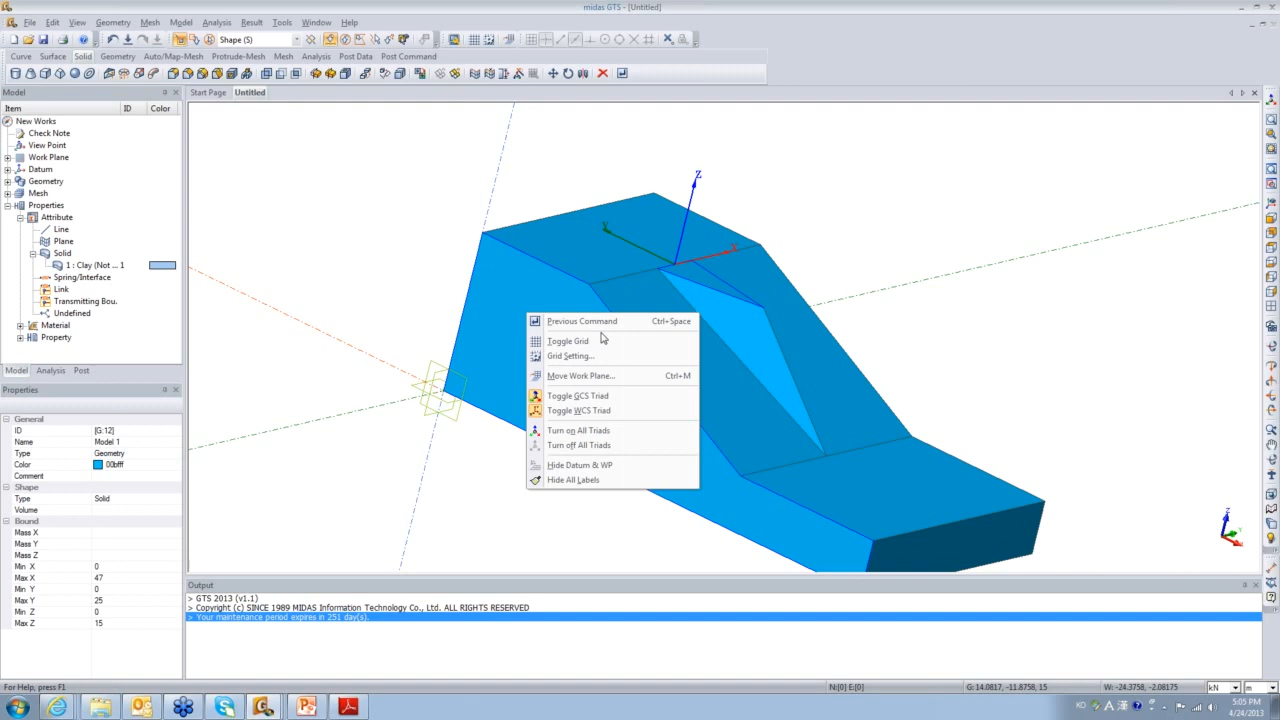 midas GTS - [Untitled]
File Edit View Geometry Mesh Model Analysis Result Tools Window Help
Shape (S)
Curve Surface Solid Geometry Auto/Map-Mesh Protrude-Mesh Mesh Analysis Post Data Post Command
Model
Start Page Untitled
Item ID Color
New Works
Check Note
View Point
Work Plane
Datum
Geometry
Mesh
Properties
Attribute
Line
Plane
Solid
1 : Clay (Not ... 1
Spring/Interface
Link
Transmitting Bou.
Undefined
Material
Property
Model Analysis Post
Properties
General
ID [G:12]
Name Model 1
Type Geometry
Color 00bfff
Comment
Shape
Type Solid
Volume
Bound
Mass X
Mass Y
Mass Z
Min X 0
Max X 47
Min Y 0
Max Y 25
Min Z 0
Max Z 15
Z
Y
X
Previous Command Ctrl+Space
Toggle Grid
Grid Setting...
Move Work Plane... Ctrl+M
Toggle GCS Triad
Toggle WCS Triad
Turn on All Triads
Turn off All Triads
Hide Datum & WP
Hide All Labels
Output
> GTS 2013 (v1.1)
> Copyright (c) SINCE 1989 MIDAS Information Technology Co., Ltd. ALL RIGHTS RESERVED
> Your maintenance period expires in 251 day(s).
For Help, press F1
N:[0] E:[0]
G: 14.0817, -11.8758, 15
W: -24.3758, -2.08175
kN
m
KO
A 漢
5:05 PM
4/24/2013